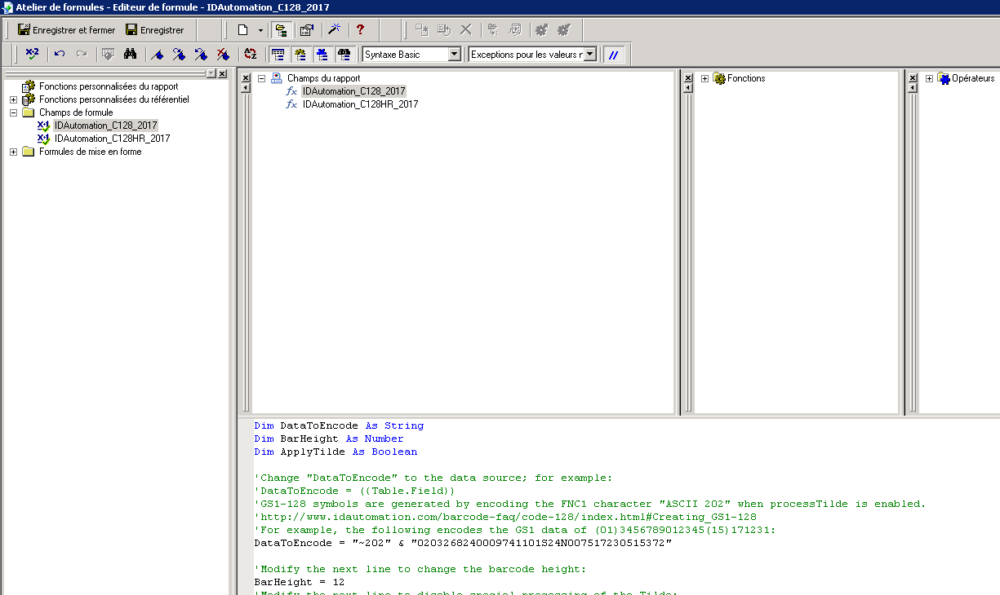 Atelier de formules - Editeur de formule - IDAutomation_C128_2017
Enregistrer et fermer Enregistrer
Syntaxe Basic Exceptions pour les valeurs r
Fonctions personnalisées du rapport
Fonctions personnalisées du référentiel
Champs de formule
IDAutomation_C128_2017
IDAutomation_C128HR_2017
Formules de mise en forme
Champs du rapport
IDAutomation_C128_2017
IDAutomation_C128HR_2017
Fonctions
Opérateurs
Dim DataToEncode As String
Dim BarHeight As Number
Dim ApplyTilde As Boolean
'Change "DataToEncode" to the data source; for example:
'DataToEncode = ({Table.Field})
'GS1-128 symbols are generated by encoding the FNC1 character "ASCII 202" when processTilde is enabled.
'http://www.idautomation.com/barcode-faq/code-128/index.html#Creating_GS1-128
'For example, the following encodes the GS1 data of (01)3456789012345(15)171231:
DataToEncode = "~202" & "0203268240009741101S24N007517230515372"
'Modify the next line to change the barcode height:
BarHeight = 12
'Modify the next line to disable special processing of the Tilde: